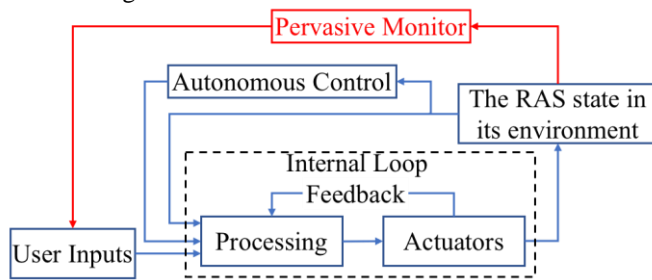 Pervasive Monitor
Autonomous Control
The RAS state in
its environment
Internal Loop
Feedback
Processing
Actuators
User Inputs